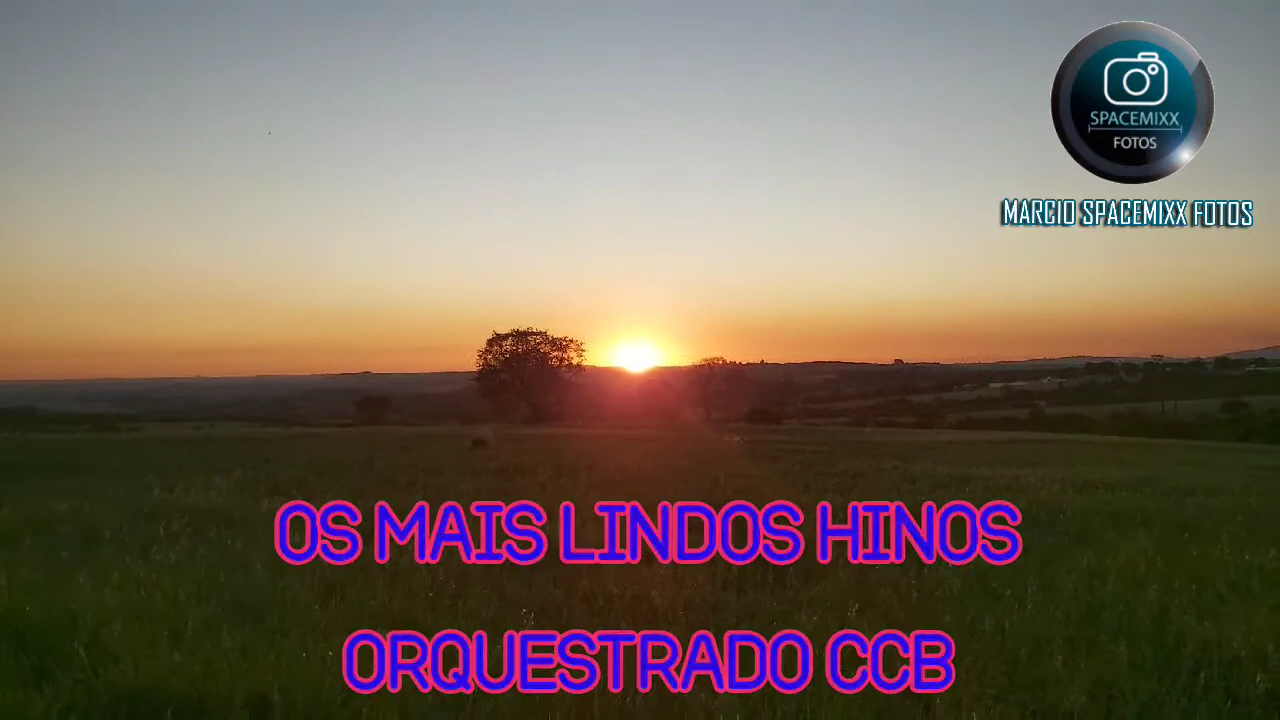 SPACEMIXX
FOTOS
MARCIO SPACEMIXX FOTOS
OS MAIS LINDOS HINOS
ORQUESTRADO CCB